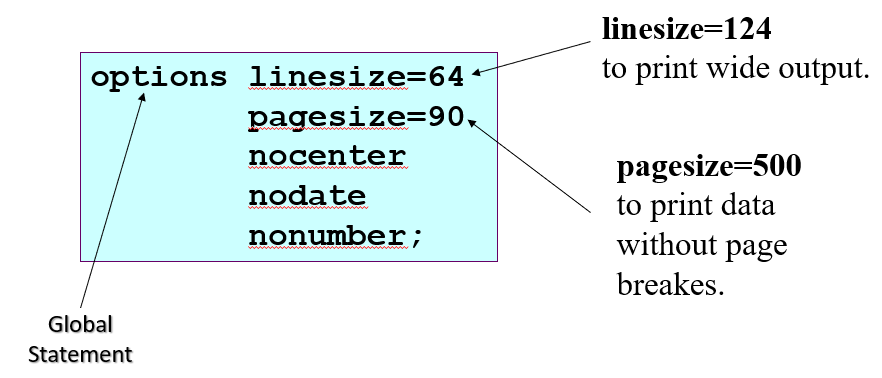 options linesize=64
pagesize=90
nocenter
nodate
nonumber;
linesize=124
to print wide output.
pagesize=500
to print data
without page
breakes.
Global
Statement